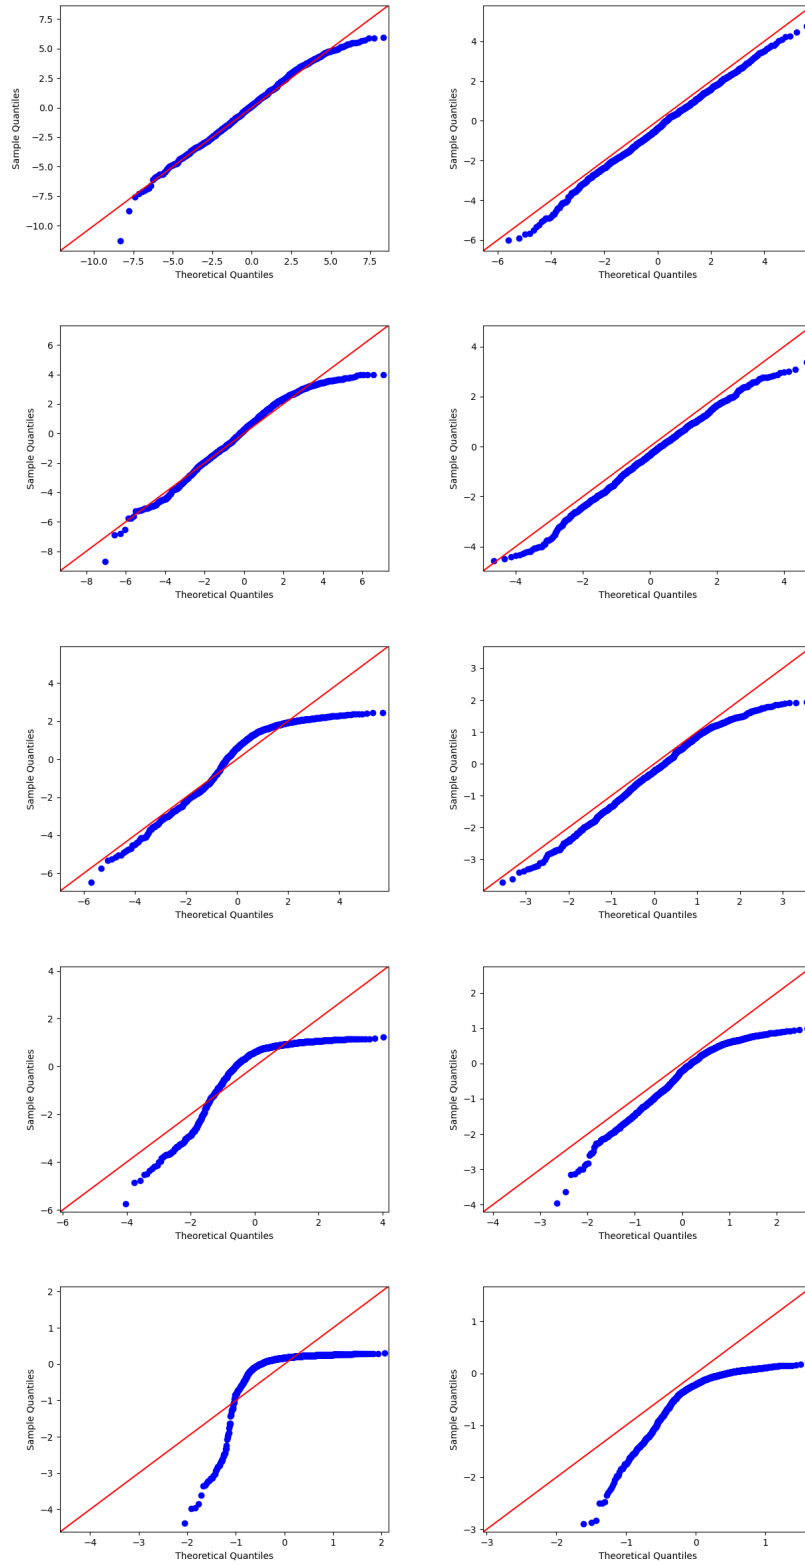 7.5
5.0
2.5
0.0
−2.5
−5.0
−7.5
−10.0
Sample Quantiles
−10.0 −7.5 −5.0 −2.5 0.0 2.5 5.0 7.5
Theoretical Quantiles
4
2
0
−2
−4
−6
Sample Quantiles
−6 −4 −2 0 2 4
Theoretical Quantiles
6
4
2
0
−2
−4
−6
−8
Sample Quantiles
−8 −6 −4 −2 0 2 4 6
Theoretical Quantiles
4
2
0
−2
−4
Sample Quantiles
−4 −2 0 2 4
Theoretical Quantiles
4
2
0
−2
−4
−6
Sample Quantiles
−6 −4 −2 0 2 4
Theoretical Quantiles
3
2
1
0
−1
−2
−3
Sample Quantiles
−3 −2 −1 0 1 2 3
Theoretical Quantiles
4
2
0
−2
−4
−6
Sample Quantiles
−6 −4 −2 0 2 4
Theoretical Quantiles
2
1
0
−1
−2
−3
−4
Sample Quantiles
−4 −3 −2 −1 0 1 2
Theoretical Quantiles
2
1
0
−1
−2
−3
−4
Sample Quantiles
−4 −3 −2 −1 0 1 2
Theoretical Quantiles
1
0
−1
−2
−3
Sample Quantiles
−3 −2 −1 0 1
Theoretical Quantiles